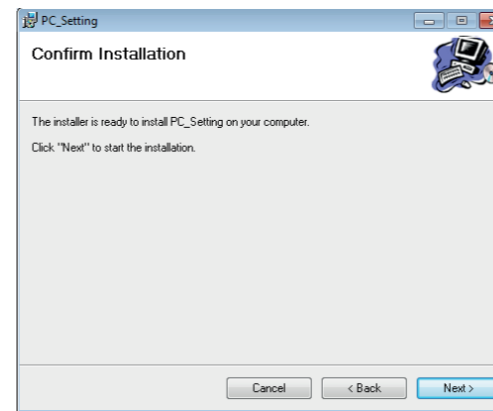 PC_Setting
Confirm Installation
The installer is ready to install PC_Setting on your computer.
Click "Next" to start the installation.
Cancel
< Back
Next >